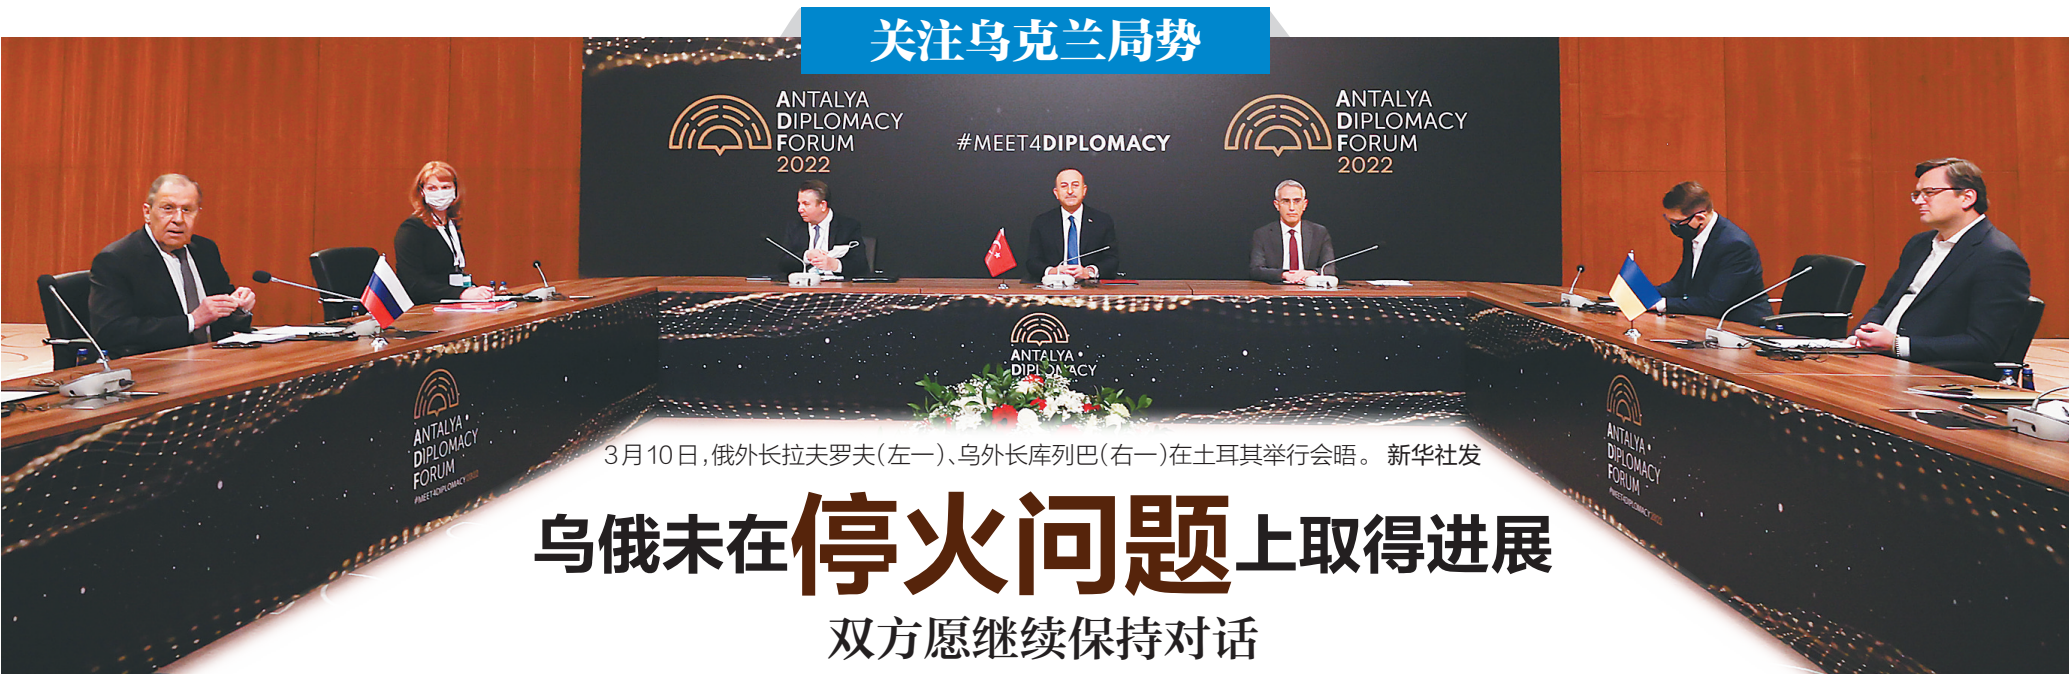 关注乌克兰局势
ANTALYA
DIPLOMACY
FORUM
2022
#MEET4DIPLOMACY
ANTALYA
DIPLOMACY
FORUM
2022
ANTALYA
DIPLOMACY
ANTALYA
DIPLOMACY
FORUM
#MEET4DIPLOMACY2022
ANTALYA
DIPLOMACY
FORUM
#MEET4DIPLOMACY2022
3月10日，俄外长拉夫罗夫（左一）、乌外长库列巴（右一）在土耳其举行会晤。 新华社发
乌俄未在停火问题上取得进展
双方愿继续保持对话